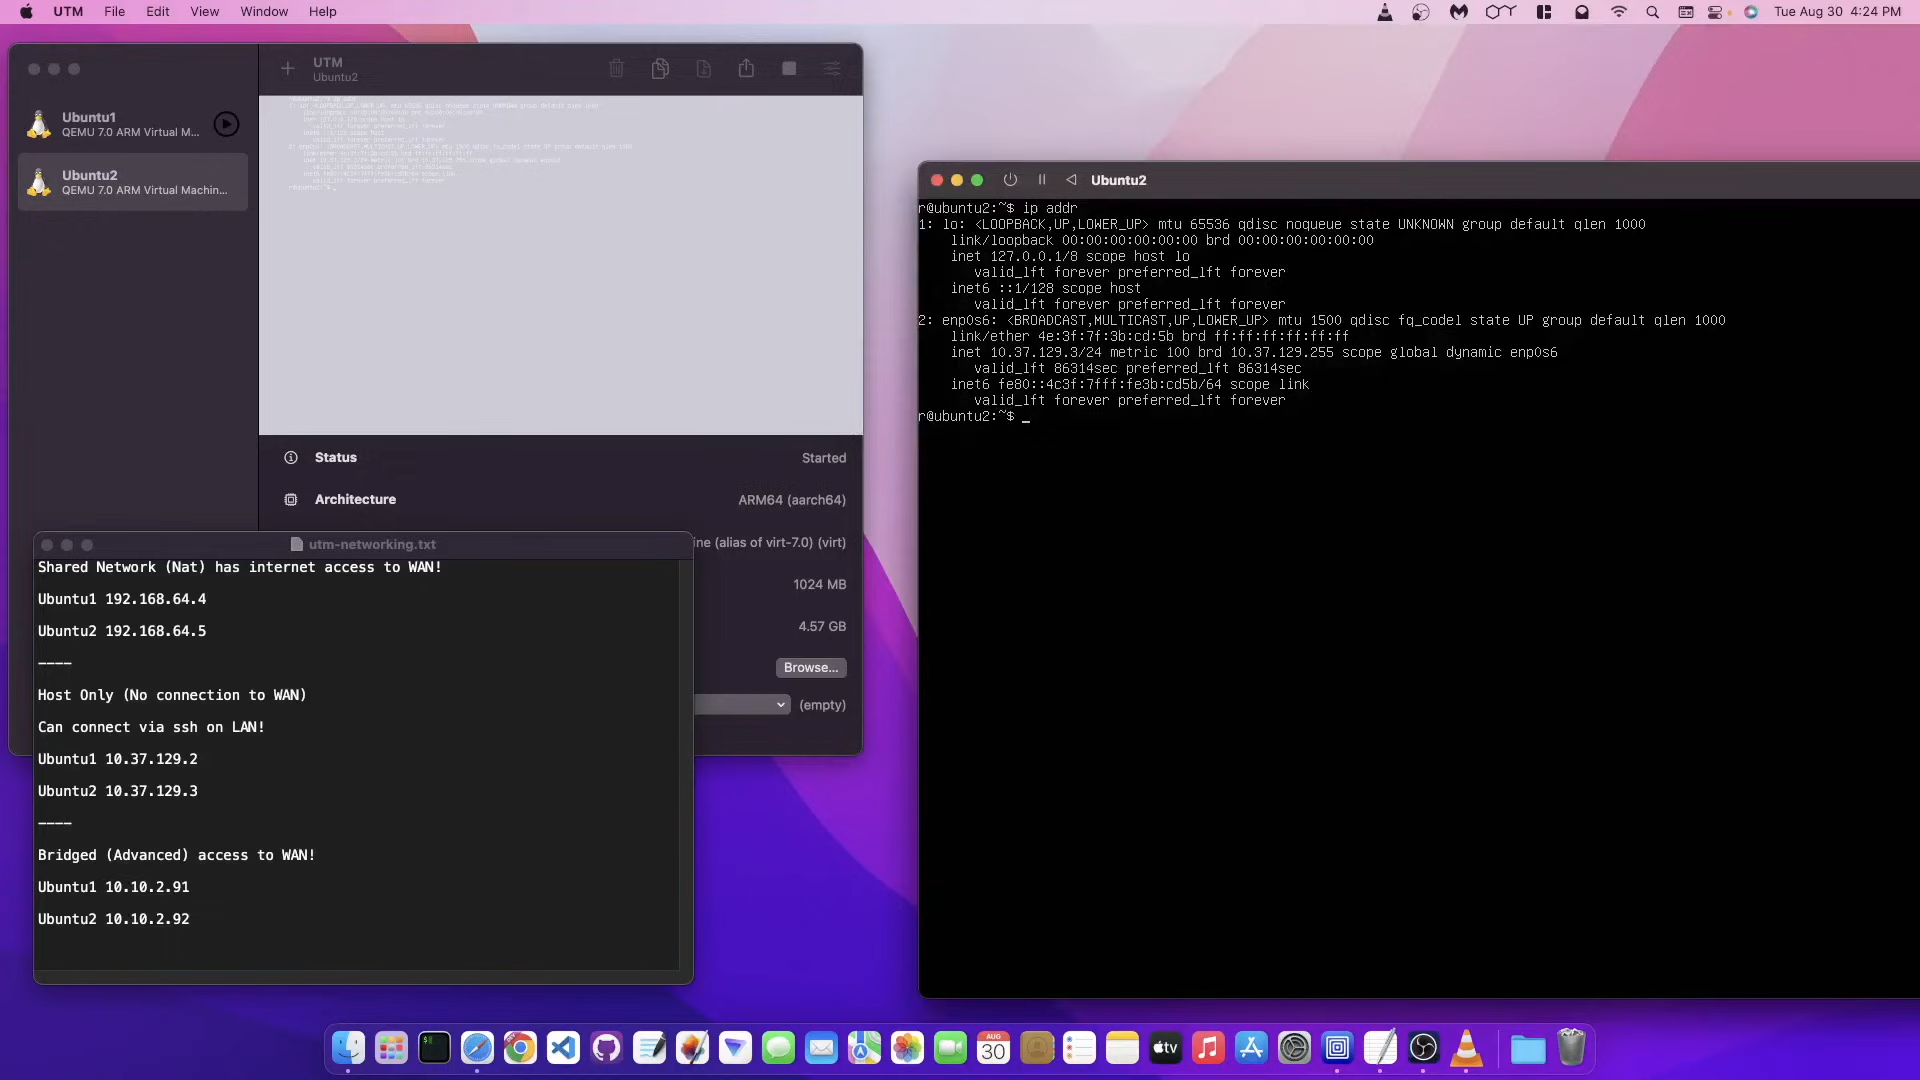 UTM File Edit View Window Help
Tue Aug 30 4:24 PM
UTM
Ubuntu2
Ubuntu1
QEMU 7.0 ARM Virtual M...
Ubuntu2
QEMU 7.0 ARM Virtual Machin...
Status
Started
Architecture
ARM64 (aarch64)
ine (alias of virt-7.0) (virt)
1024 MB
4.57 GB
Browse...
(empty)
utm-networking.txt
Shared Network (Nat) has internet access to WAN!
Ubuntu1 192.168.64.4
Ubuntu2 192.168.64.5
––––
Host Only (No connection to WAN)
Can connect via ssh on LAN!
Ubuntu1 10.37.129.2
Ubuntu2 10.37.129.3
––––
Bridged (Advanced) access to WAN!
Ubuntu1 10.10.2.91
Ubuntu2 10.10.2.92
Ubuntu2
r@ubuntu2:~$ ip addr
1: lo: <LOOPBACK,UP,LOWER_UP> mtu 65536 qdisc noqueue state UNKNOWN group default qlen 1000
link/loopback 00:00:00:00:00:00 brd 00:00:00:00:00:00
inet 127.0.0.1/8 scope host lo
valid_lft forever preferred_lft forever
inet6 ::1/128 scope host
valid_lft forever preferred_lft forever
2: enp0s6: <BROADCAST,MULTICAST,UP,LOWER_UP> mtu 1500 qdisc fq_codel state UP group default qlen 1000
link/ether 4e:3f:7f:3b:cd:5b brd ff:ff:ff:ff:ff:ff
inet 10.37.129.3/24 metric 100 brd 10.37.129.255 scope global dynamic enp0s6
valid_lft 86314sec preferred_lft 86314sec
inet6 fe80::4c3f:7fff:fe3b:cd5b/64 scope link
valid_lft forever preferred_lft forever
r@ubuntu2:~$ _
AUG
30
tv